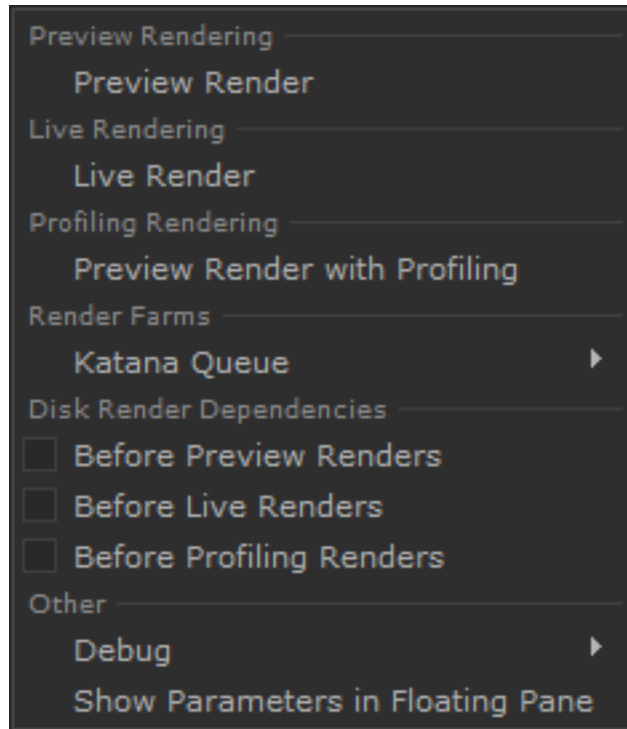 Preview Rendering
Preview Render
Live Rendering
Live Render
Profiling Rendering
Preview Render with Profiling
Render Farms
Katana Queue
Disk Render Dependencies
Before Preview Renders
Before Live Renders
Before Profiling Renders
Other
Debug
Show Parameters in Floating Pane